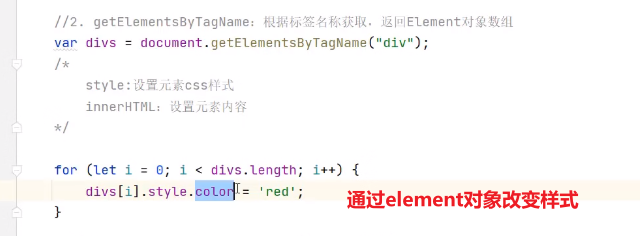 //2. getElementsByTagName：根据标签名称获取，返回Element对象数组
var divs = document.getElementsByTagName("div");
/*
style:设置元素css样式
innerHTML：设置元素内容
*/
for (let i = 0; i < divs.length; i++) {
divs[i].style.color = 'red';
通过element对象改变样式
}